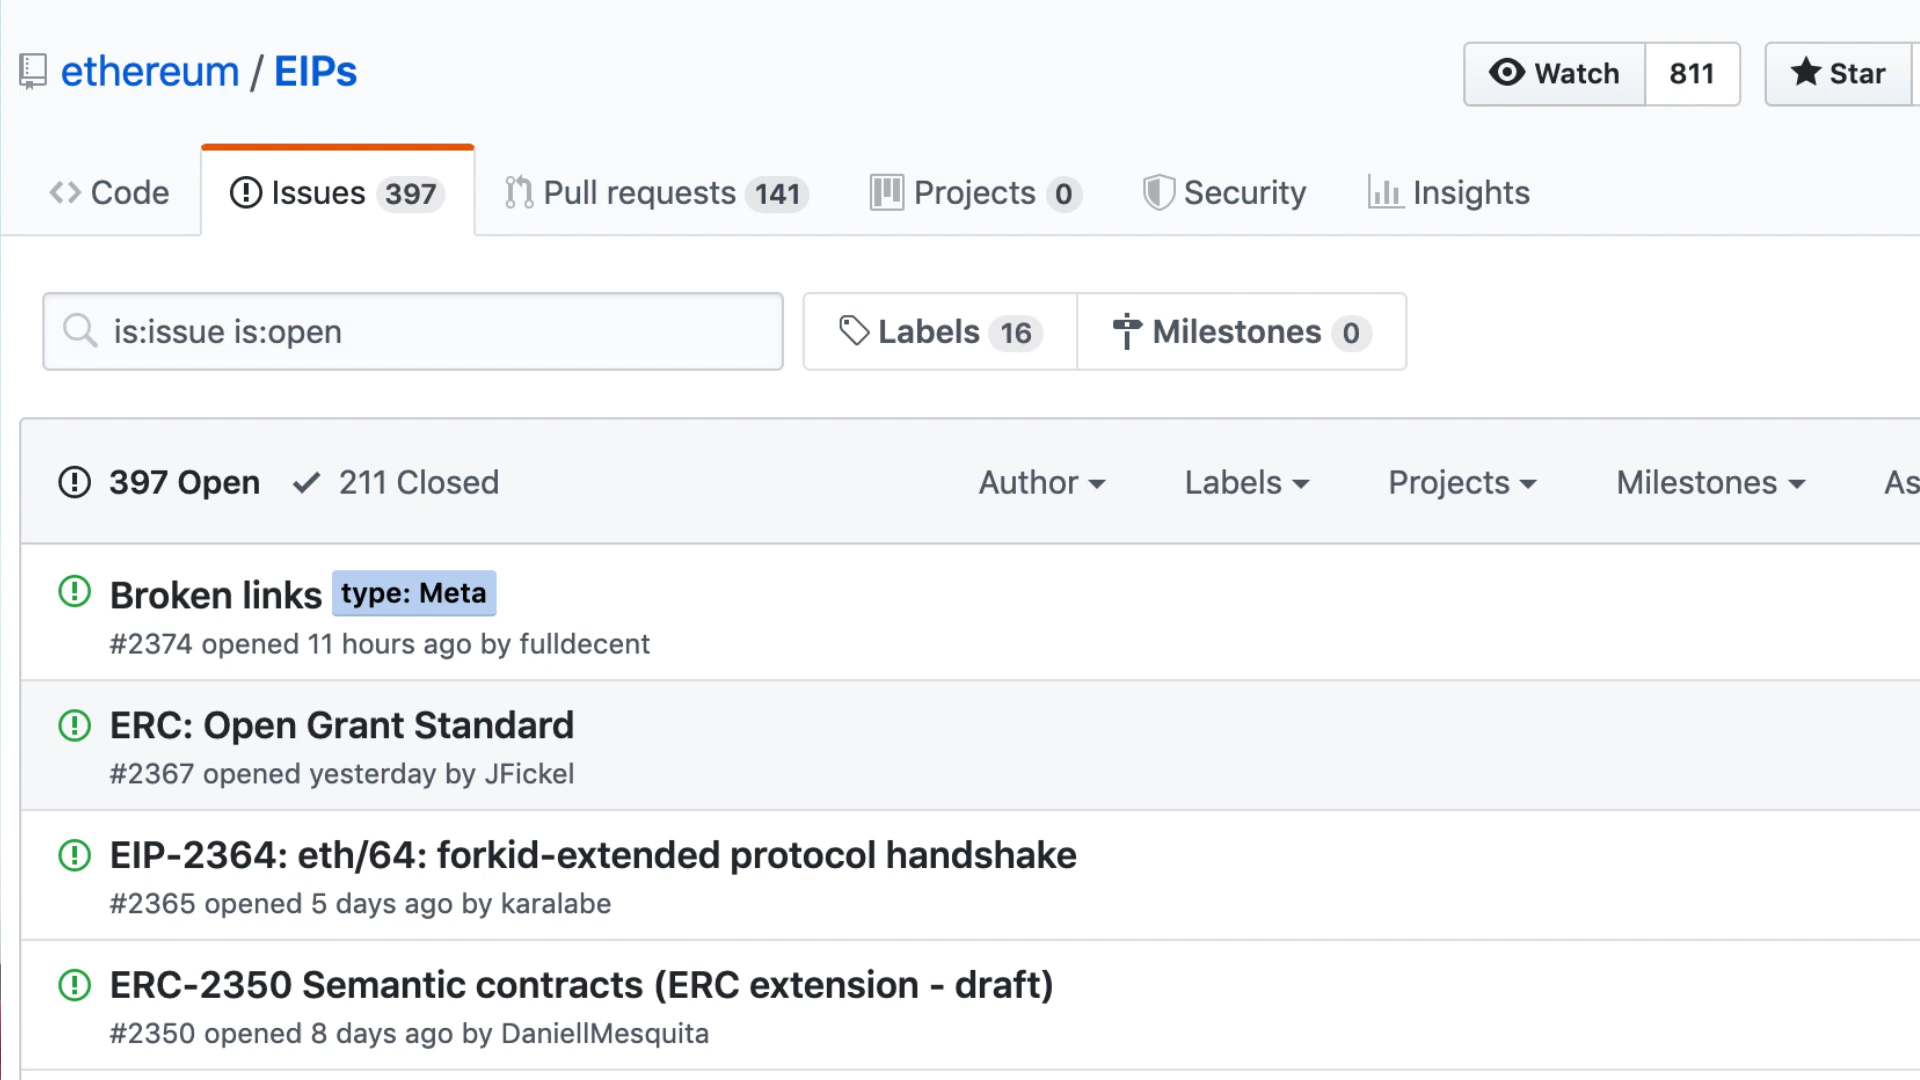 ethereum / EIPs
Watch 811 Star
Code Issues 397 Pull requests 141 Projects 0 Security Insights
is:issue is:open Labels 16 Milestones 0
397 Open 211 Closed Author Labels Projects Milestones As
Broken links type: Meta
#2374 opened 11 hours ago by fulldecent
ERC: Open Grant Standard
#2367 opened yesterday by JFickel
EIP-2364: eth/64: forkid-extended protocol handshake
#2365 opened 5 days ago by karalabe
ERC-2350 Semantic contracts (ERC extension - draft)
#2350 opened 8 days ago by DaniellMesquita